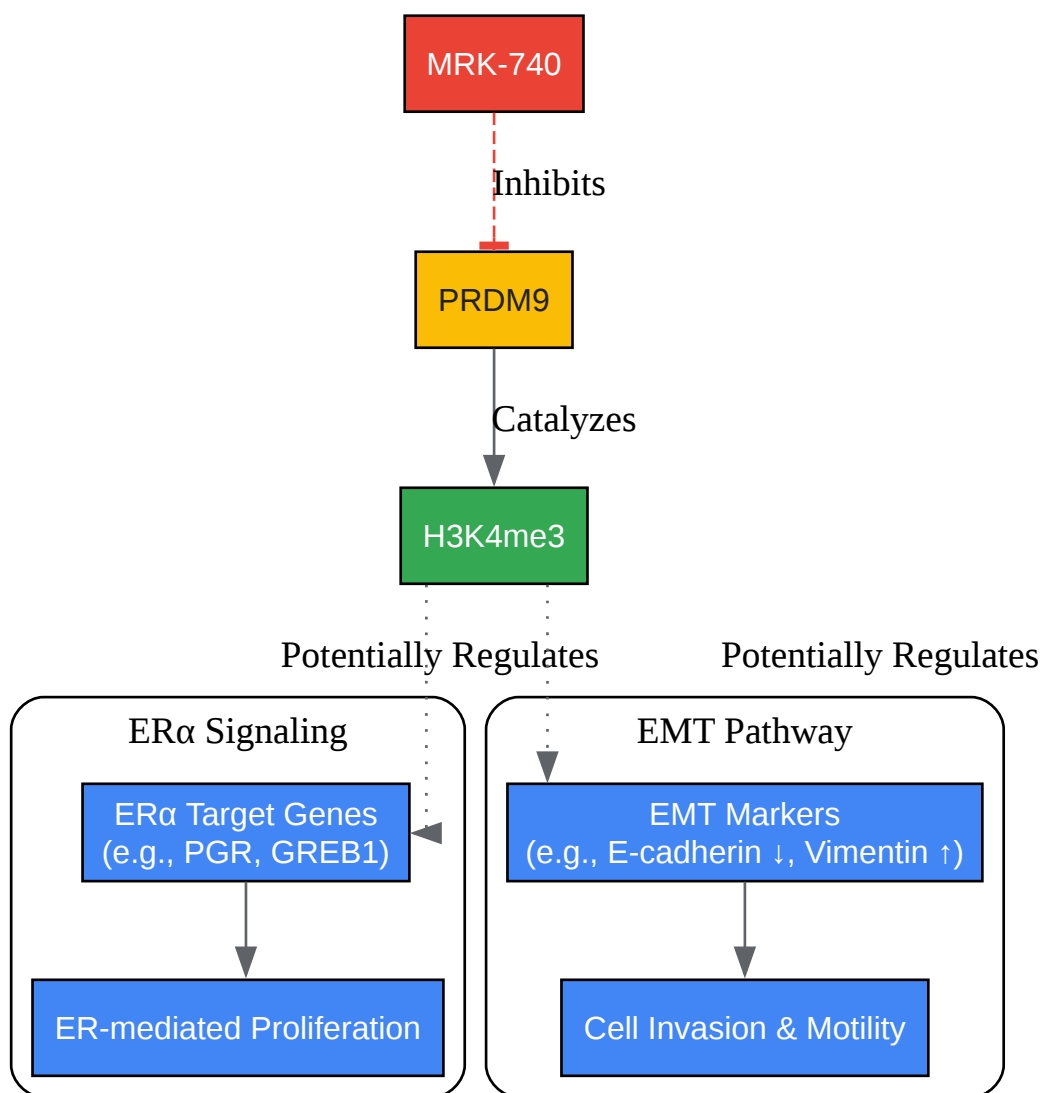 MRK-740
Inhibits
PRDM9
Catalyzes
H3K4me3
Potentially Regulates
Potentially Regulates
ERα Signaling
ERα Target Genes
(e.g., PGR, GREB1)
ER-mediated Proliferation
EMT Pathway
EMT Markers
(e.g., E-cadherin ↓, Vimentin ↑)
Cell Invasion & Motility